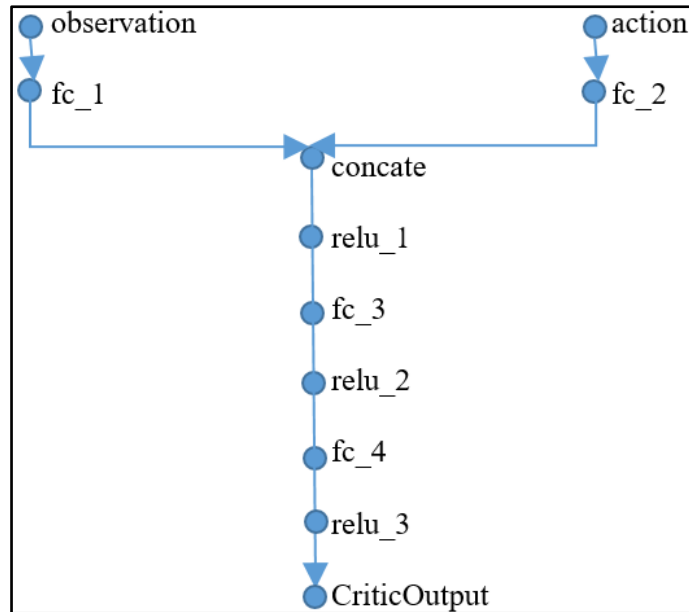 observation
action
fc_1
fc_2
concate
relu_1
fc_3
relu_2
fc_4
relu_3
CriticOutput